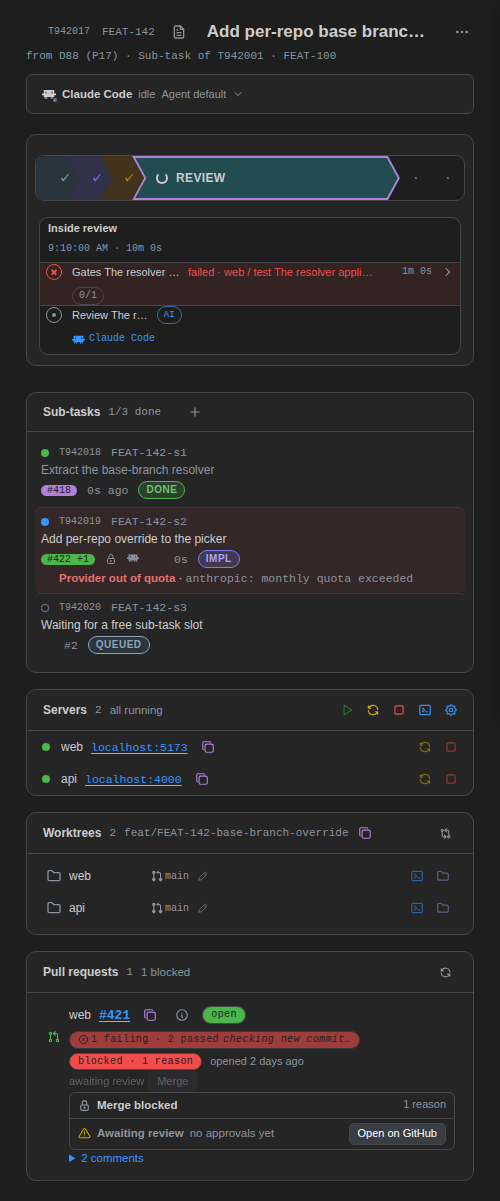 T942017 FEAT-142 Add per-repo base branc…
from D88 (P17) · Sub-task of T942001 · FEAT-100
Claude Code idle Agent default
REVIEW
Inside review
9:10:00 AM · 10m 0s
Gates The resolver … failed · web / test The resolver appli… 1m 0s
0/1
Review The r… AI
Claude Code
Sub-tasks 1/3 done
T942018 FEAT-142-s1
Extract the base-branch resolver
#418 0s ago DONE
T942019 FEAT-142-s2
Add per-repo override to the picker
#422 +1 0s IMPL
Provider out of quota · anthropic: monthly quota exceeded
T942020 FEAT-142-s3
Waiting for a free sub-task slot
#2 QUEUED
Servers 2 all running
web localhost:5173
api localhost:4000
Worktrees 2 feat/FEAT-142-base-branch-override
web main
api main
Pull requests 1 1 blocked
web #421 open
1 failing · 2 passed checking new commit…
blocked · 1 reason opened 2 days ago
awaiting review Merge
Merge blocked 1 reason
Awaiting review no approvals yet Open on GitHub
2 comments